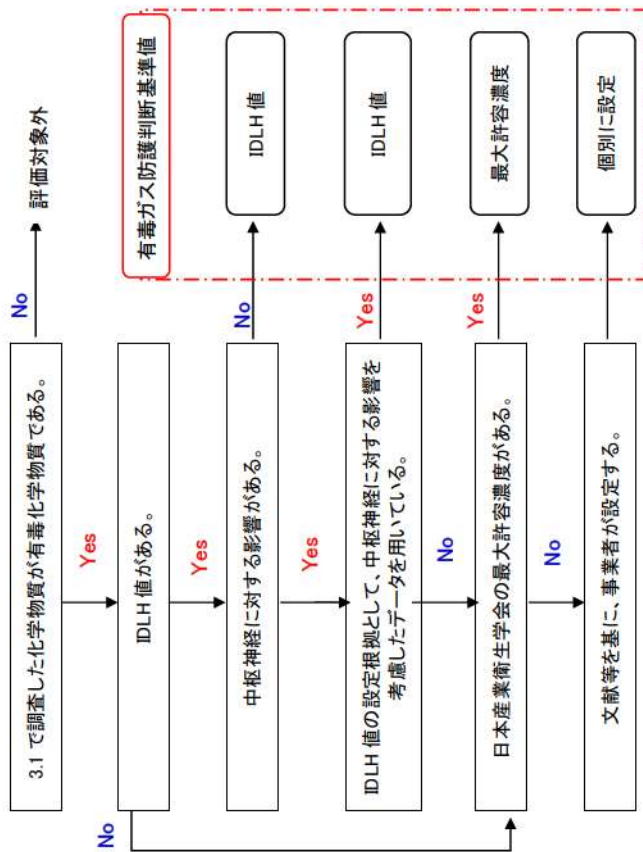 3.1 で調査した化学物質が有毒化学物質である。
No
評価対象外
Yes
有毒ガス防護判断基準値
IDLH 値がある。
No
Yes
中枢神経に対する影響がある。
No
IDLH 値
Yes
IDLH 値の設定根拠として、中枢神経に対する影響を
考慮したデータを用いている。
Yes
IDLH 値
No
日本産業衛生学会の最大許容濃度がある。
Yes
最大許容濃度
No
文献等を基に、事業者が設定する。
個別に設定